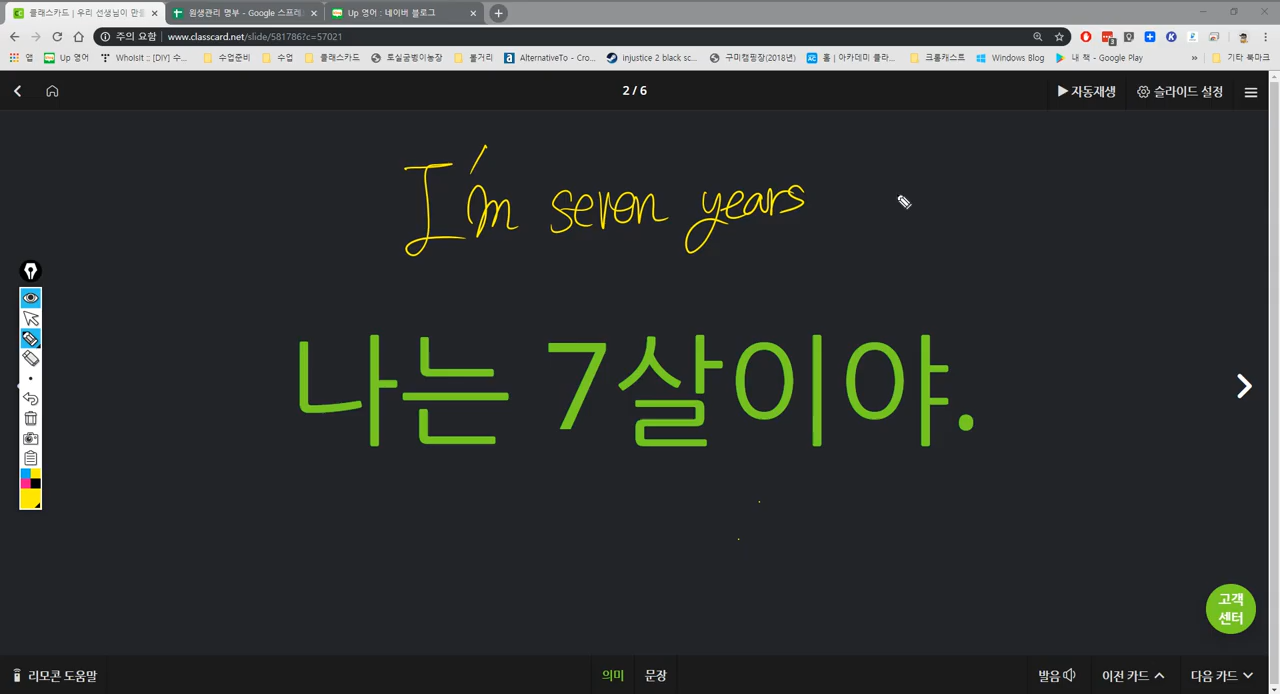 클래스카드 | 우리 선생님이 만든
원생관리 명부 - Google 스프레
Up 영어 : 네이버 블로그
주의 요함
www.classcard.net/slide/581786?c=57021
앱
Up 영어
WhoIsIt :: [DIY] 수...
수업준비
수업
클래스카드
토실굼벵이농장
볼거리
AlternativeTo - Cro...
injustice 2 black sc...
구미캠핑장(2018년)
홈 | 아카데미 플라...
크롬캐스트
Windows Blog
내 책 - Google Play
»
기타 북마크
2 / 6
자동재생
슬라이드 설정
I'm seven years
나는 7살이야.
고객
센터
리모콘 도움말
의미
문장
발음
이전 카드
다음 카드